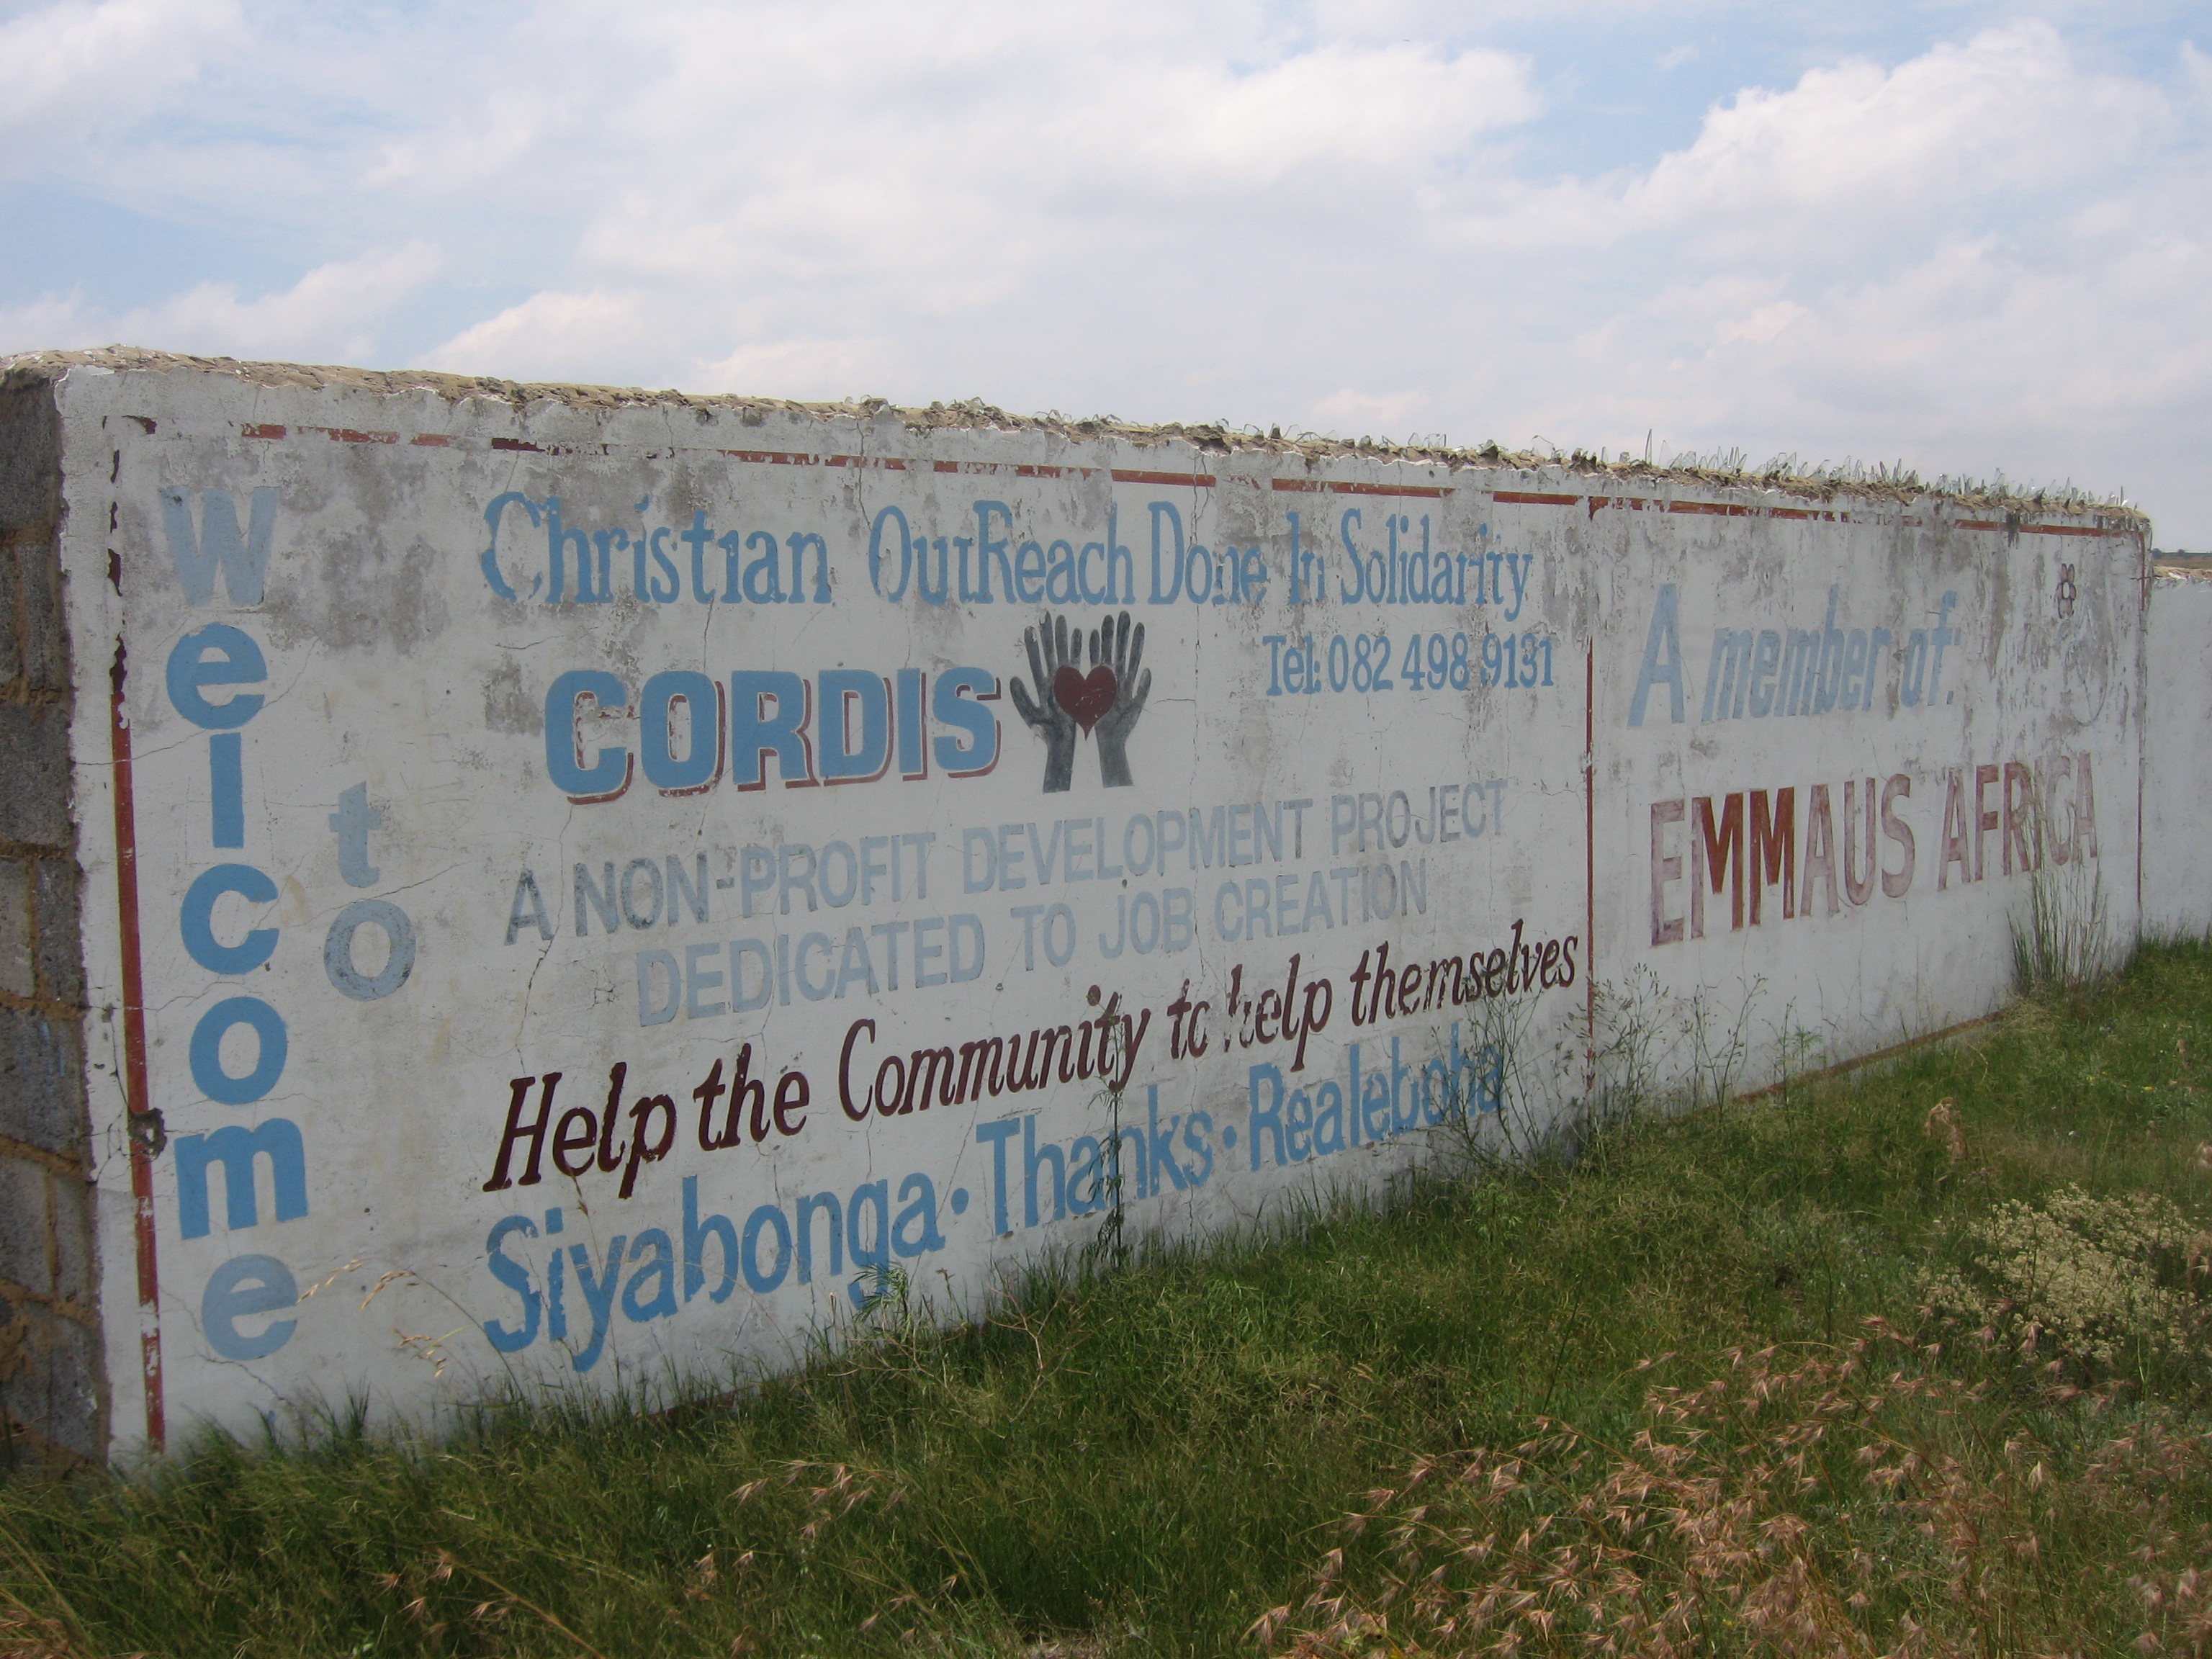 Welcome
to
Christian OutReach Done In Solidarity
CORDIS
Tel: 082 498 9131
A NON-PROFIT DEVELOPMENT PROJECT
DEDICATED TO JOB CREATION
Help the Community to help themselves
Siyabonga • Thanks • Realeboha
A member of:
EMMAUS AFRICA